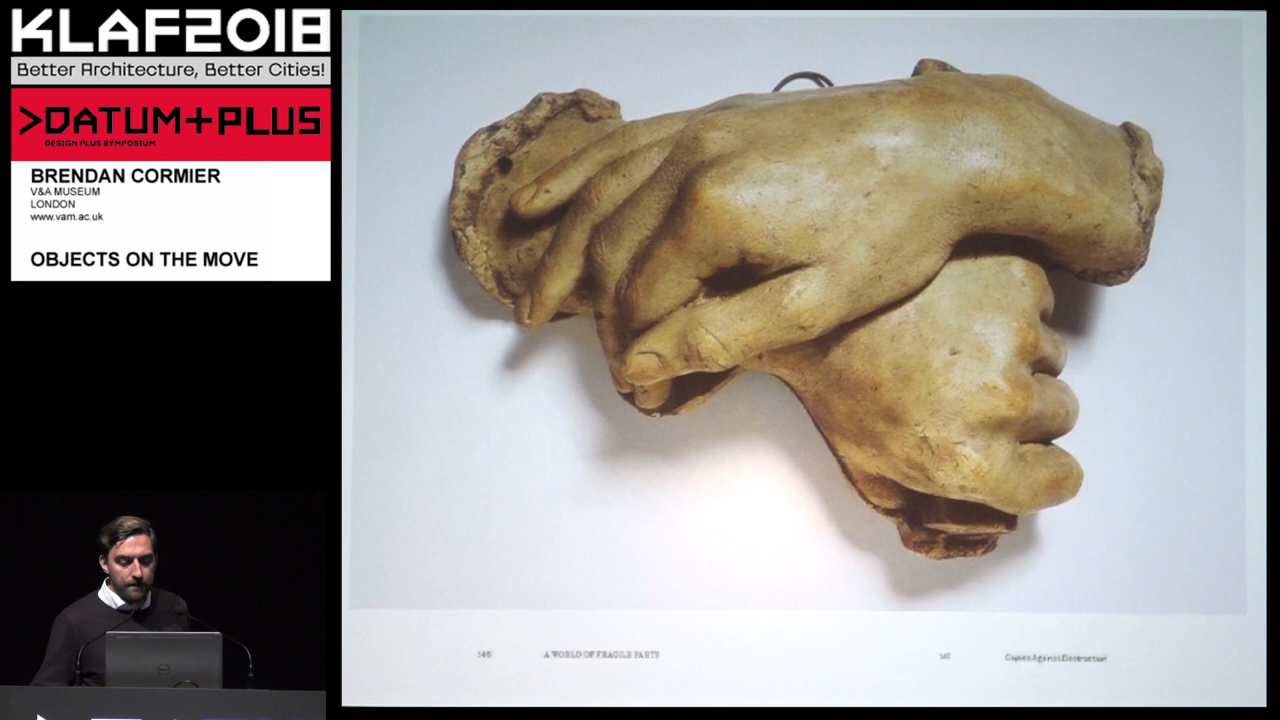 KLAF2018
Better Architecture, Better Cities!
>DATUM+PLUS
DESIGN PLUS SYMPOSIUM
BRENDAN CORMIER
V&A MUSEUM
LONDON
www.vam.ac.uk
OBJECTS ON THE MOVE
146 A WORLD OF FRAGILE PARTS
147 Copies Against Destruction
DELL